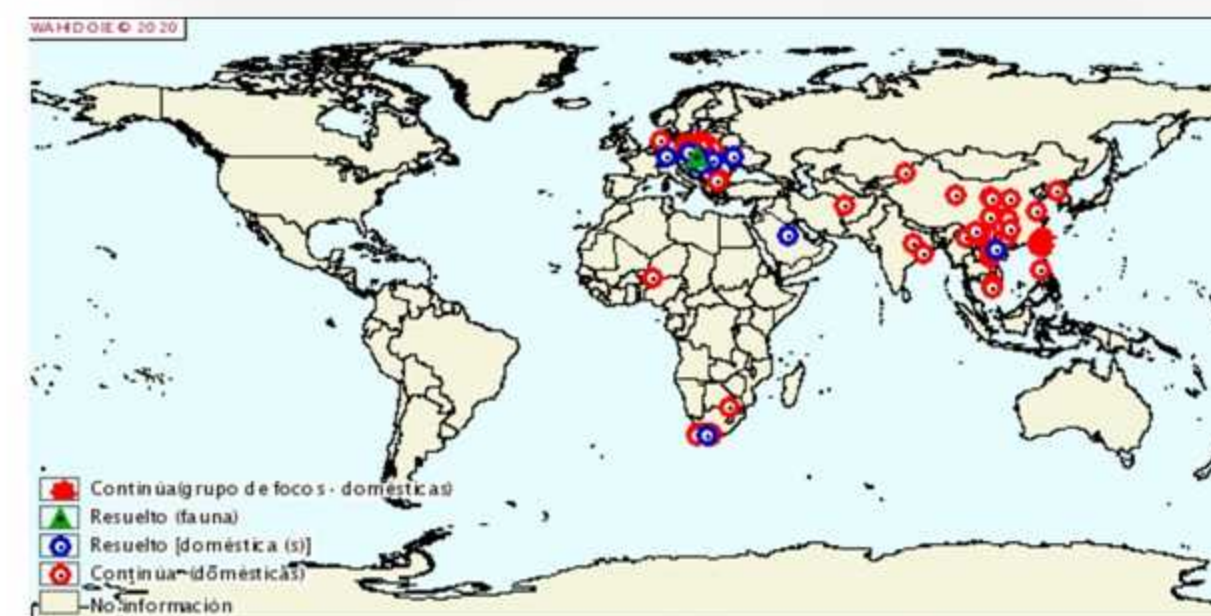 WAHID OIE © 2020
Continúa(grupo de focos - domésticas)
Resuelto (fauna)
Resuelto [doméstica (s)]
Continúa (domésticas)
No información